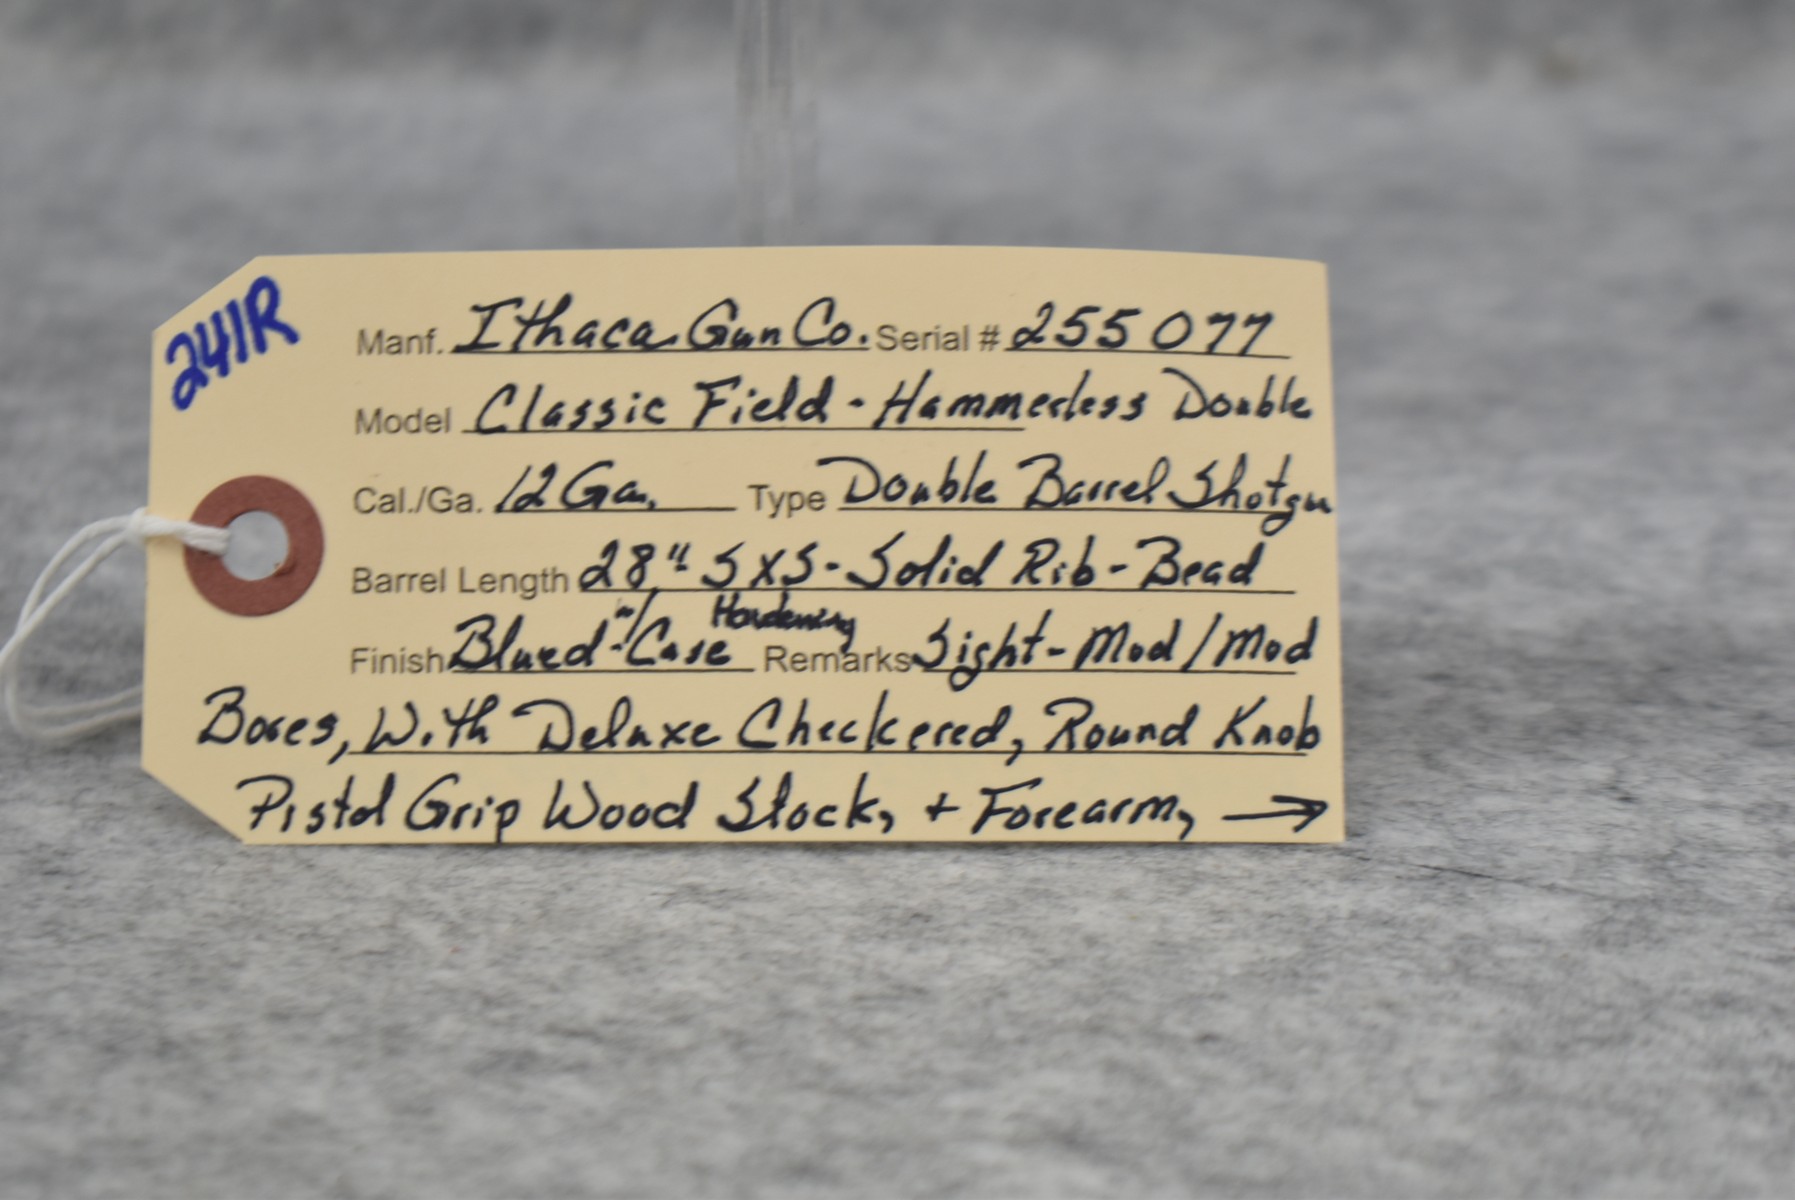 241R
Manf. Ithaca Gun Co. Serial # 255077
Model Classic Field - Hammerless Double
Cal./Ga. 12 Ga. Type Double Barrel Shotgu
Barrel Length 28" SXS - Solid Rib - Bead
Finish Blued - w/ Case Hardening Remarks Sight - Mod / Mod
Bores, With Deluxe Checkered, Round Knob
Pistol Grip Wood Stock, + Forearm, →